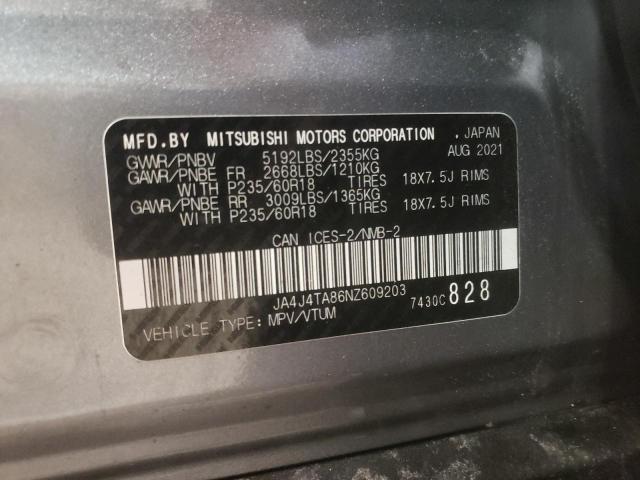 MFD.BY MITSUBISHI MOTORS CORPORATION . JAPAN
GVWR/PNBV 5192LBS/2355KG AUG 2021
GAWR/PNBE FR 2668LBS/1210KG
WITH P235/60R18 TIRES 18X7.5J RIMS
GAWR/PNBE RR 3009LBS/1365KG
WITH P235/60R18 TIRES 18X7.5J RIMS
CAN ICES-2/NMB-2
JA4J4TA86NZ609203
7430C 828
VEHICLE TYPE: MPV/VTUM